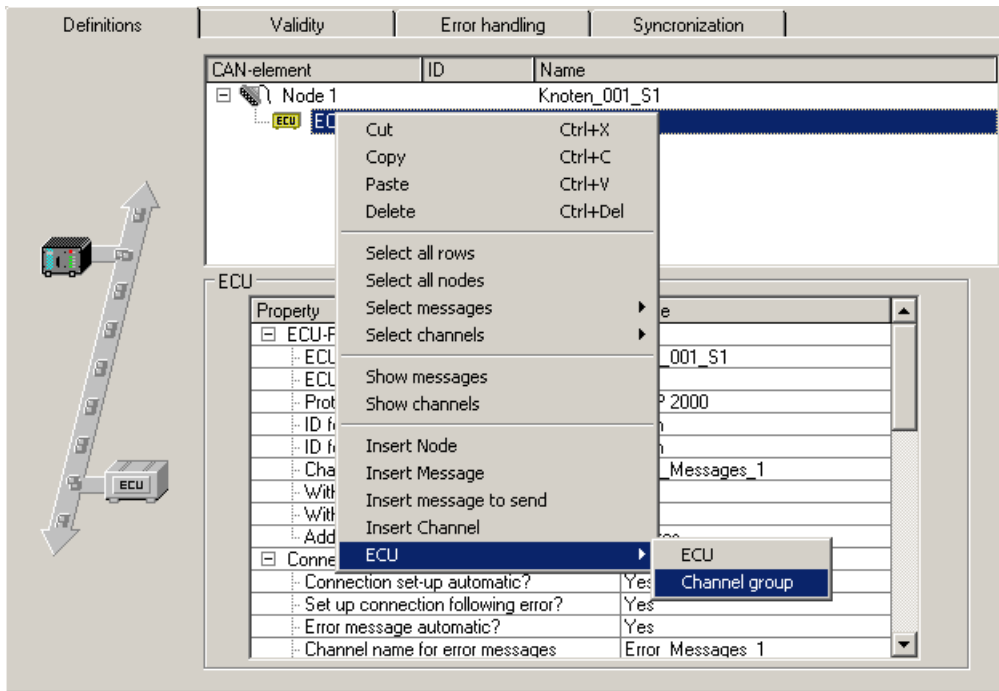 Definitions Validity Error handling Syncronization
CAN-element ID Name
Node 1 Knoten_001_S1
ECU
Cut Ctrl+X
Copy Ctrl+C
Paste Ctrl+V
Delete Ctrl+Del
Select all rows
Select all nodes
Select messages
Select channels
Show messages
Show channels
Insert Node
Insert Message
Insert message to send
Insert Channel
ECU
ECU
Channel group
ECU
Property
ECU
_001_S1
ECU
2000
ID
ID
_Messages_1
Connection set-up automatic? Yes
Set up connection following error? Yes
Error message automatic? Yes
Channel name for error messages Error_Messages_1
ECU